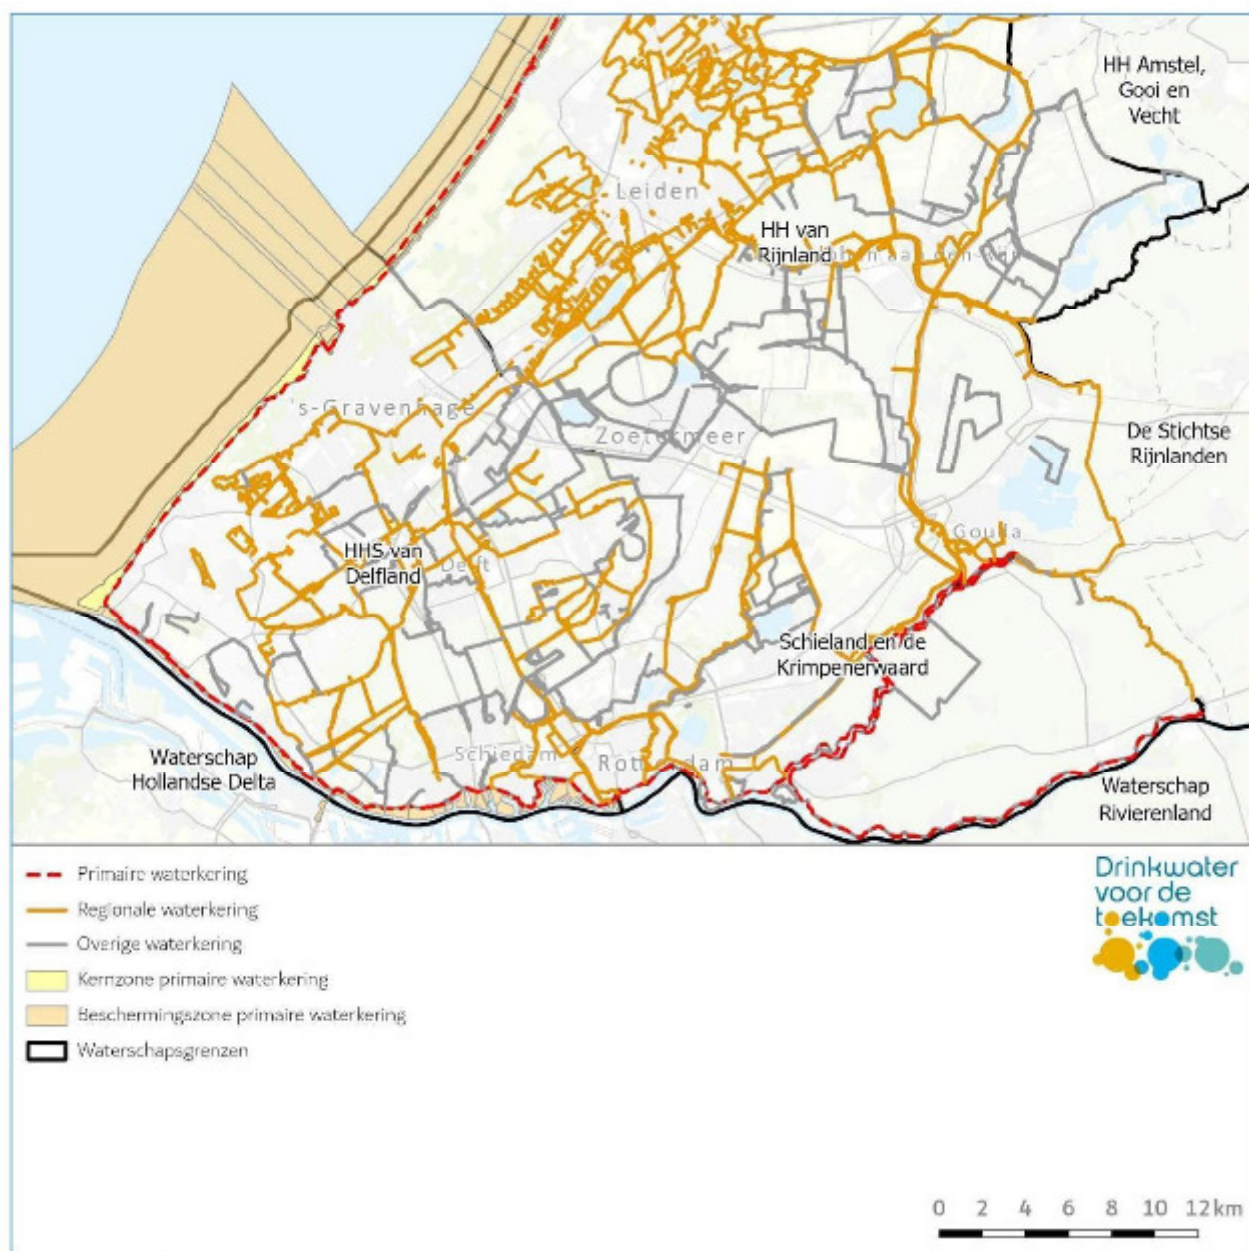 HH Amstel,
Gooi en
Vecht
Leiden
HH van
Rijnland
's-Gravenhage
Zoetermeer
De Stichtse
Rijnlanden
Gouda
HHS van
Delfland
Delft
Schieland en de
Krimpenerwaard
Waterschap
Hollandse Delta
Schiedam
Rotterdam
Waterschap
Rivierenland
Primaire waterkering
Regionale waterkering
Overige waterkering
Kernzone primaire waterkering
Beschermingszone primaire waterkering
Waterschapsgrenzen
Drinkwater
voor de
toekomst
0 2 4 6 8 10 12 km